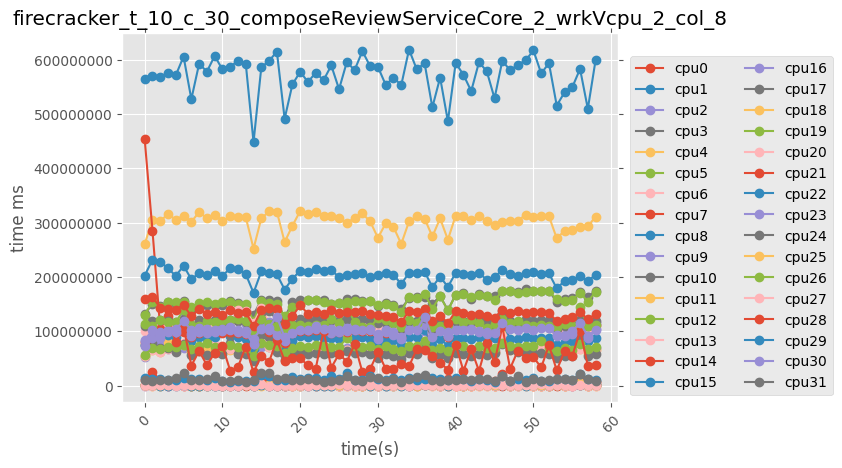 firecracker_t_10_c_30_composeReviewServiceCore_2_wrkVcpu_2_col_8
600000000
500000000
400000000
300000000
200000000
100000000
0
time ms
0
10
20
30
40
50
60
time(s)
cpu0
cpu1
cpu2
cpu3
cpu4
cpu5
cpu6
cpu7
cpu8
cpu9
cpu10
cpu11
cpu12
cpu13
cpu14
cpu15
cpu16
cpu17
cpu18
cpu19
cpu20
cpu21
cpu22
cpu23
cpu24
cpu25
cpu26
cpu27
cpu28
cpu29
cpu30
cpu31